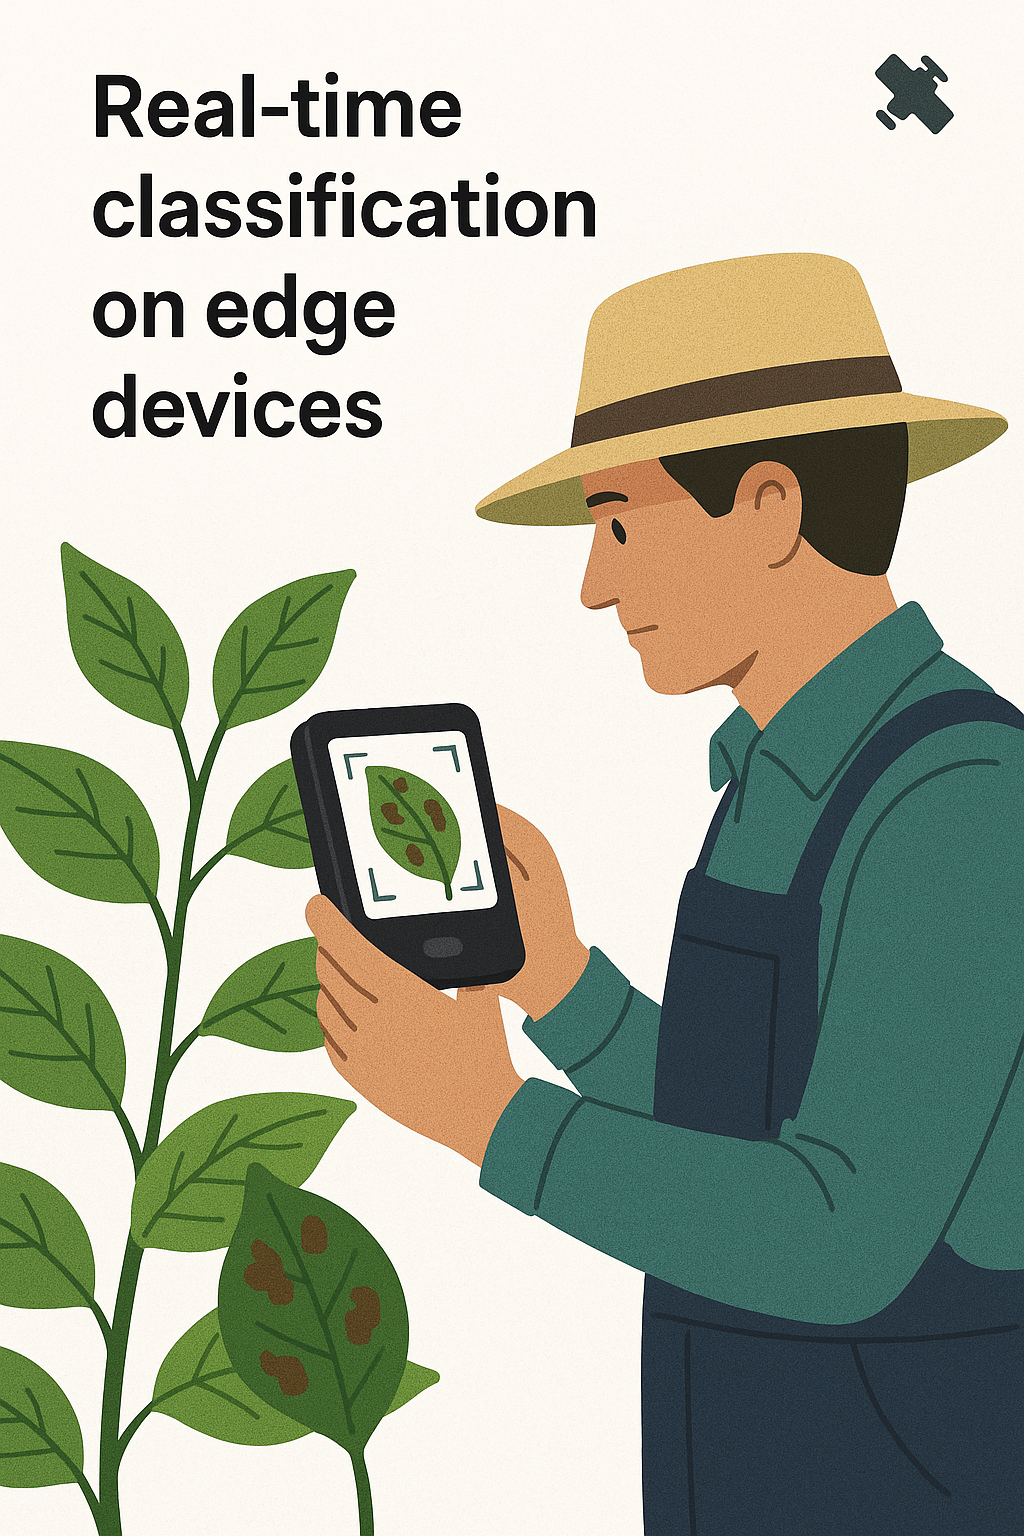 Real-time
classification
on edge
devices